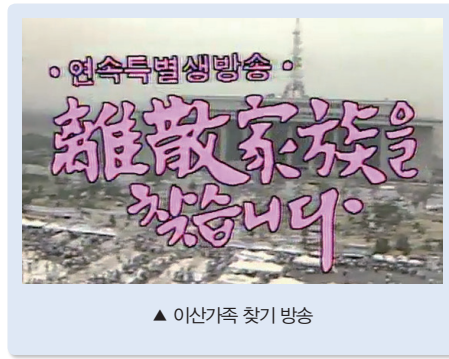 • 연속특별생방송 •
離散家族을
찾습니다·
▲ 이산가족 찾기 방송